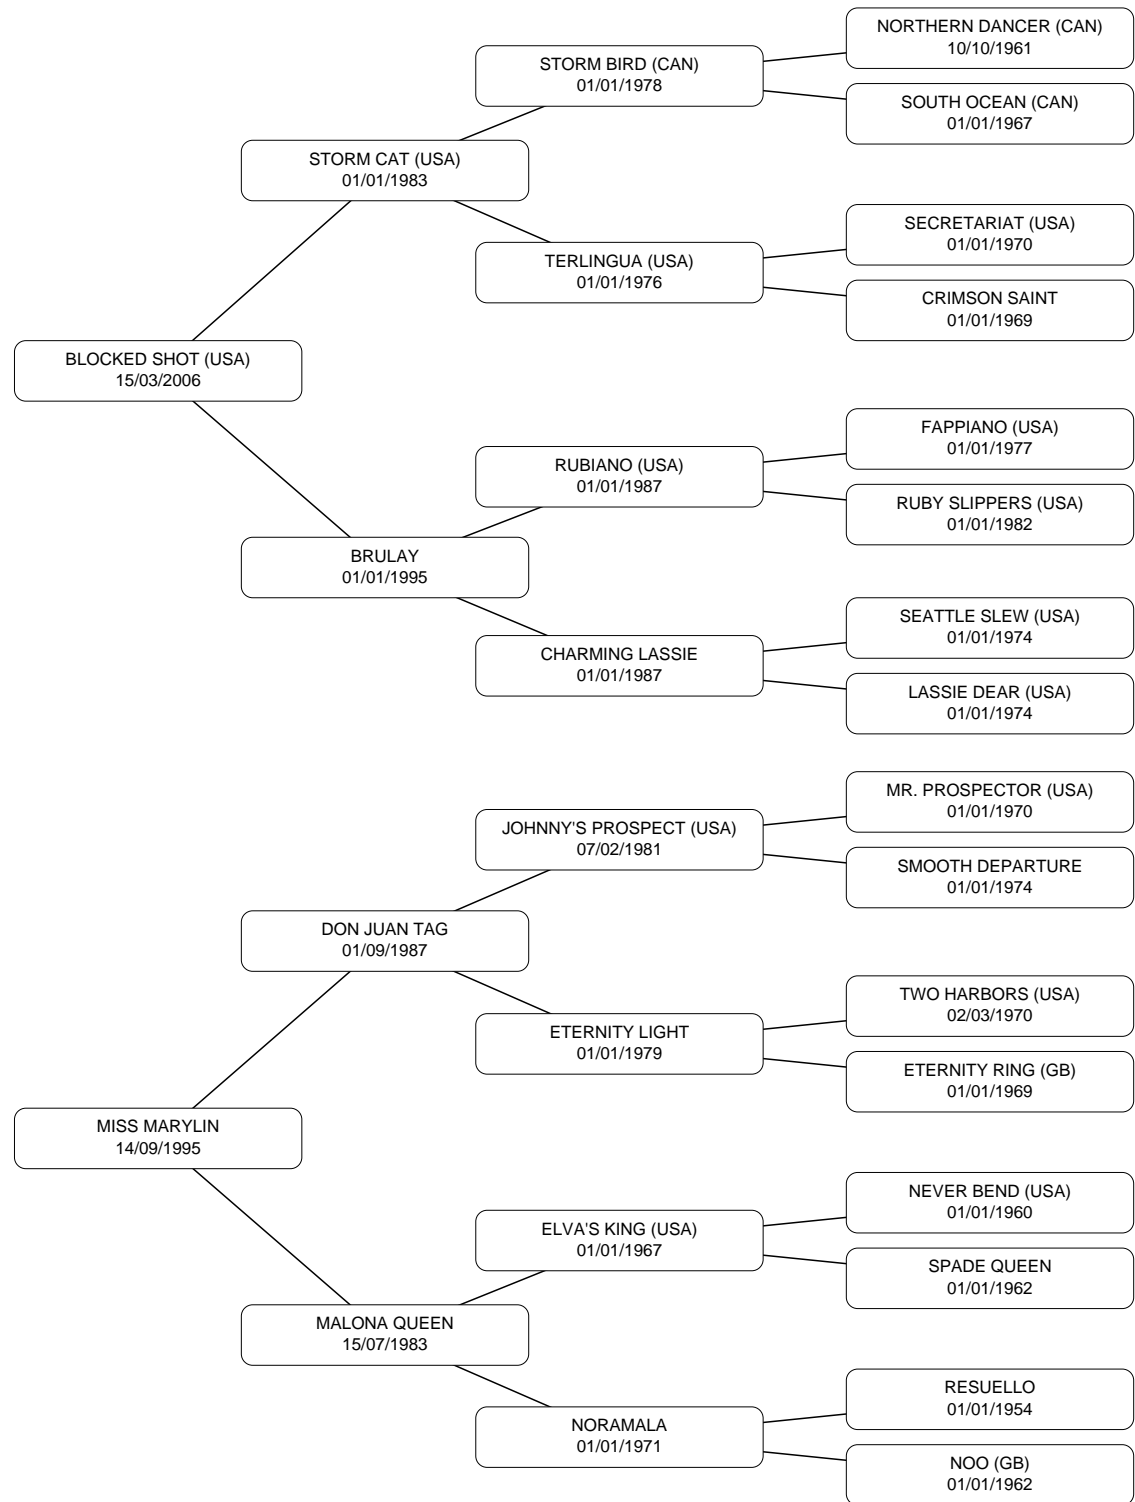 NORTHERN DANCER (CAN)
10/10/1961
STORM BIRD (CAN)
01/01/1978
SOUTH OCEAN (CAN)
01/01/1967
STORM CAT (USA)
01/01/1983
SECRETARIAT (USA)
01/01/1970
TERLINGUA (USA)
01/01/1976
CRIMSON SAINT
01/01/1969
BLOCKED SHOT (USA)
15/03/2006
FAPPIANO (USA)
01/01/1977
RUBIANO (USA)
01/01/1987
RUBY SLIPPERS (USA)
01/01/1982
BRULAY
01/01/1995
SEATTLE SLEW (USA)
01/01/1974
CHARMING LASSIE
01/01/1987
LASSIE DEAR (USA)
01/01/1974
MR. PROSPECTOR (USA)
01/01/1970
JOHNNY'S PROSPECT (USA)
07/02/1981
SMOOTH DEPARTURE
01/01/1974
DON JUAN TAG
01/09/1987
TWO HARBORS (USA)
02/03/1970
ETERNITY LIGHT
01/01/1979
ETERNITY RING (GB)
01/01/1969
MISS MARYLIN
14/09/1995
NEVER BEND (USA)
01/01/1960
ELVA'S KING (USA)
01/01/1967
SPADE QUEEN
01/01/1962
MALONA QUEEN
15/07/1983
RESUELLO
01/01/1954
NORAMALA
01/01/1971
NOO (GB)
01/01/1962